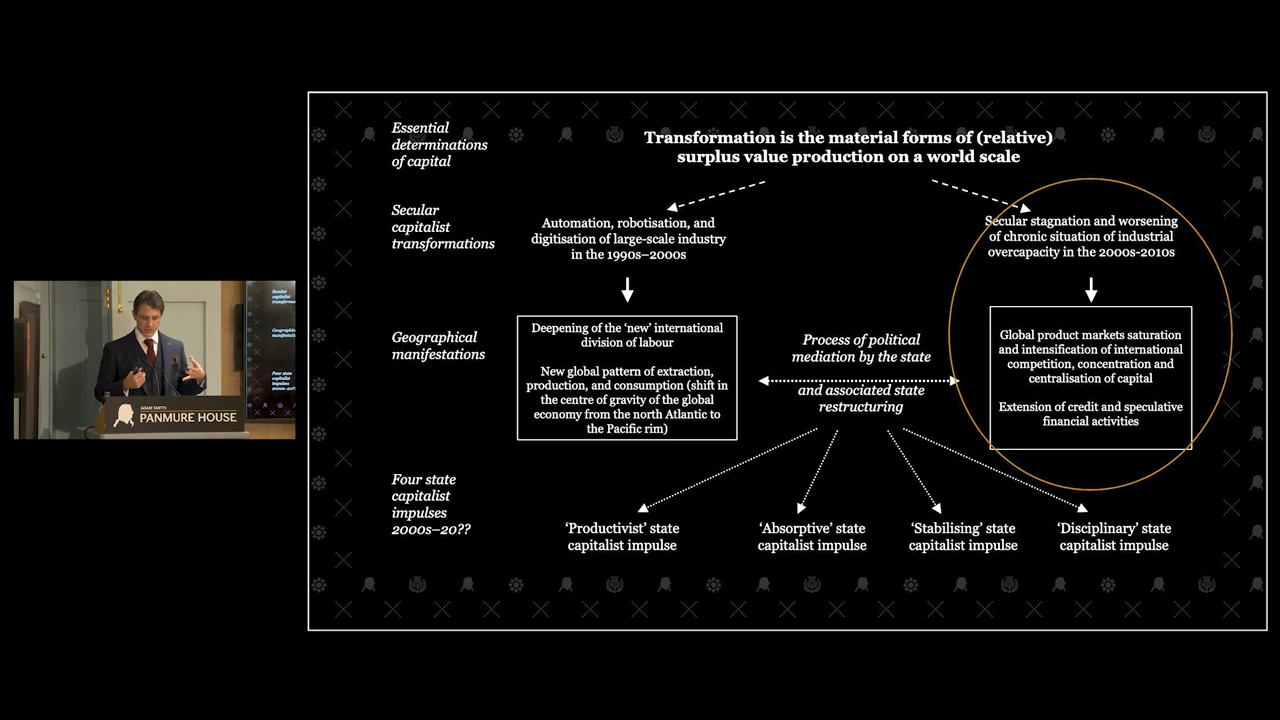 Essential
determinations
of capital
Transformation is the material forms of (relative)
surplus value production on a world scale
Secular
capitalist
transformations
Automation, robotisation, and
digitisation of large-scale industry
in the 1990s–2000s
Secular stagnation and worsening
of chronic situation of industrial
overcapacity in the 2000s-2010s
Geographical
manifestations
Deepening of the ‘new’ international
division of labour
New global pattern of extraction,
production, and consumption (shift in
the centre of gravity of the global
economy from the north Atlantic to
the Pacific rim)
Process of political
mediation by the state
and associated state
restructuring
Global product markets saturation
and intensification of international
competition, concentration and
centralisation of capital
Extension of credit and speculative
financial activities
Four state
capitalist
impulses
2000s–20??
‘Productivist’ state
capitalist impulse
‘Absorptive’ state
capitalist impulse
‘Stabilising’ state
capitalist impulse
‘Disciplinary’ state
capitalist impulse
ADAM SMITH
PANMURE HOUSE
Secular
capitalist
Four state
capitalist
impulses